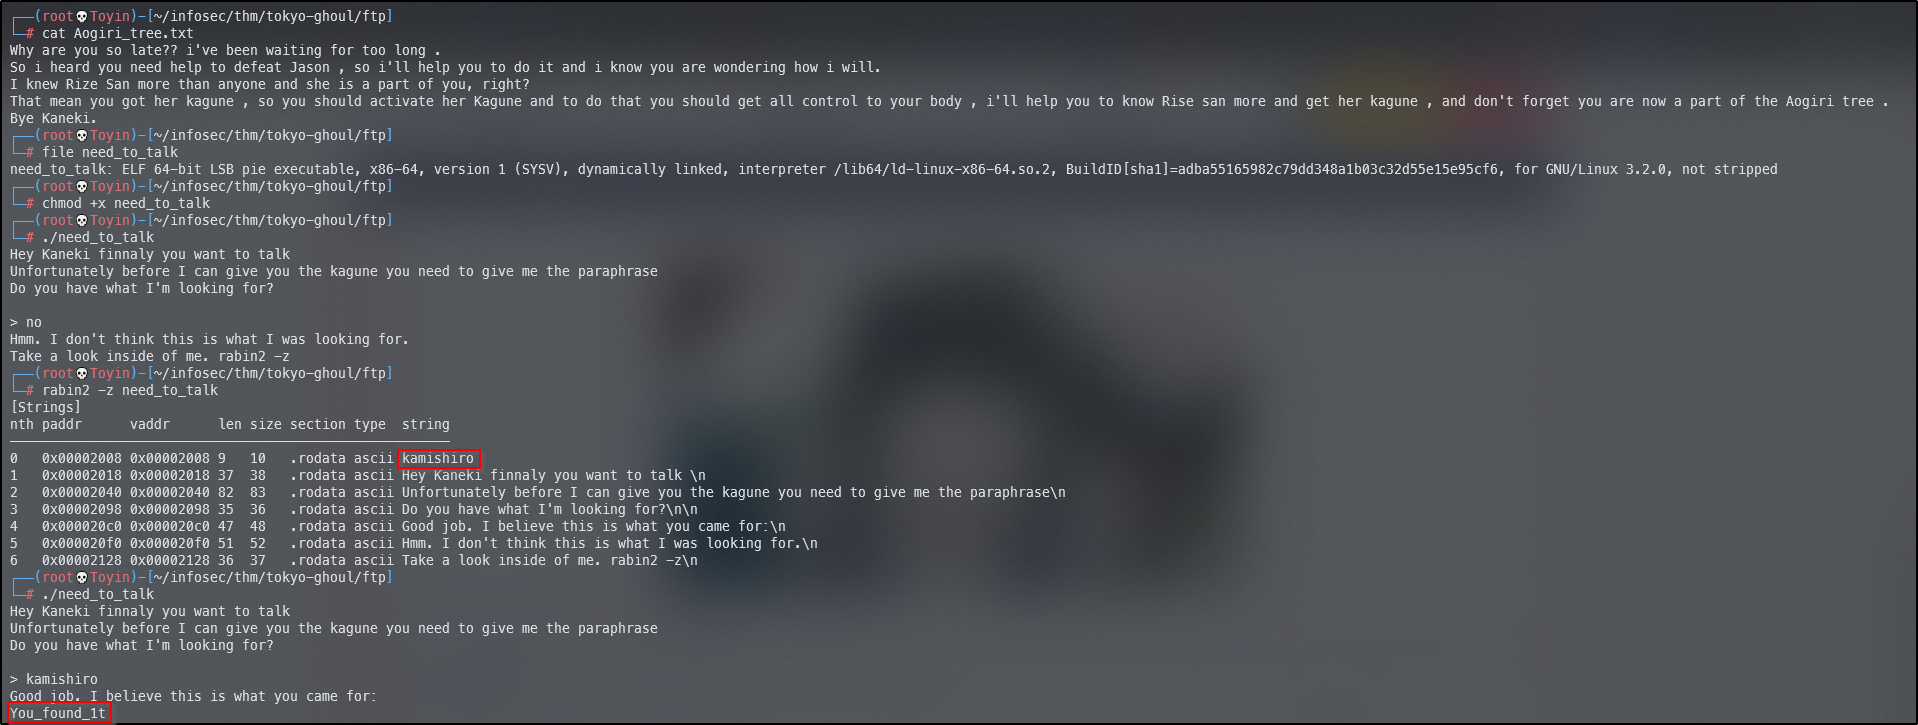 ┌──(root💀Toyin)-[~/infosec/thm/tokyo-ghoul/ftp]
└─# cat Aogiri_tree.txt
Why are you so late?? i've been waiting for too long .
So i heard you need help to defeat Jason , so i'll help you to do it and i know you are wondering how i will.
I knew Rize San more than anyone and she is a part of you, right?
That mean you got her kagune , so you should activate her Kagune and to do that you should get all control to your body , i'll help you to know Rise san more and get her kagune , and don't forget you are now a part of the Aogiri tree .
Bye Kaneki.
┌──(root💀Toyin)-[~/infosec/thm/tokyo-ghoul/ftp]
└─# file need_to_talk
need_to_talk: ELF 64-bit LSB pie executable, x86-64, version 1 (SYSV), dynamically linked, interpreter /lib64/ld-linux-x86-64.so.2, BuildID[sha1]=adba55165982c79dd348a1b03c32d55e15e95cf6, for GNU/Linux 3.2.0, not stripped
┌──(root💀Toyin)-[~/infosec/thm/tokyo-ghoul/ftp]
└─# chmod +x need_to_talk
┌──(root💀Toyin)-[~/infosec/thm/tokyo-ghoul/ftp]
└─# ./need_to_talk
Hey Kaneki finnaly you want to talk
Unfortunately before I can give you the kagune you need to give me the paraphrase
Do you have what I'm looking for?
> no
Hmm. I don't think this is what I was looking for.
Take a look inside of me. rabin2 -z
┌──(root💀Toyin)-[~/infosec/thm/tokyo-ghoul/ftp]
└─# rabin2 -z need_to_talk
[Strings]
nth paddr      vaddr      len size section type  string
0   0x00002008 0x00002008 9   10   .rodata ascii kamishiro
1   0x00002018 0x00002018 37  38   .rodata ascii Hey Kaneki finnaly you want to talk \n
2   0x00002040 0x00002040 82  83   .rodata ascii Unfortunately before I can give you the kagune you need to give me the paraphrase\n
3   0x00002098 0x00002098 35  36   .rodata ascii Do you have what I'm looking for?\n\n
4   0x000020c0 0x000020c0 47  48   .rodata ascii Good job. I believe this is what you came for:\n
5   0x000020f0 0x000020f0 51  52   .rodata ascii Hmm. I don't think this is what I was looking for.\n
6   0x00002128 0x00002128 36  37   .rodata ascii Take a look inside of me. rabin2 -z\n
┌──(root💀Toyin)-[~/infosec/thm/tokyo-ghoul/ftp]
└─# ./need_to_talk
Hey Kaneki finnaly you want to talk
Unfortunately before I can give you the kagune you need to give me the paraphrase
Do you have what I'm looking for?
> kamishiro
Good job. I believe this is what you came for:
You_found_1t